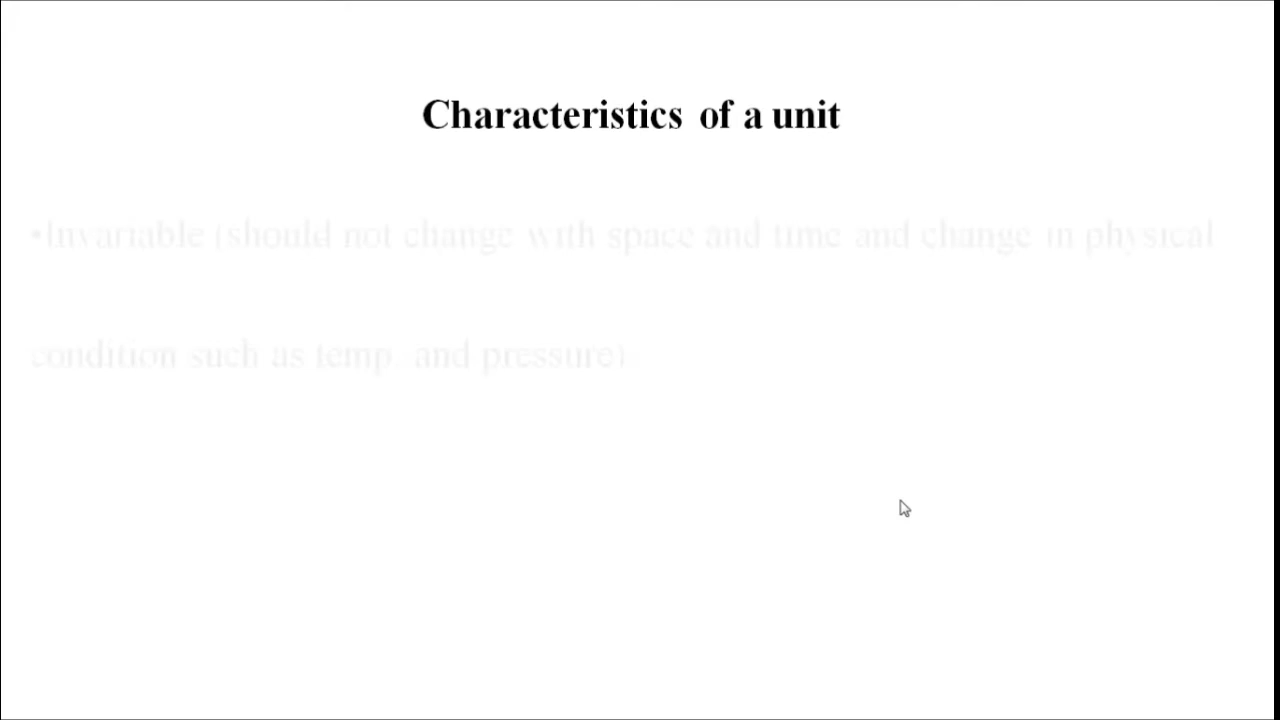 Characteristics of a unit
•Invariable (should not change with space and time and change in physical
condition such as temp. and pressure).